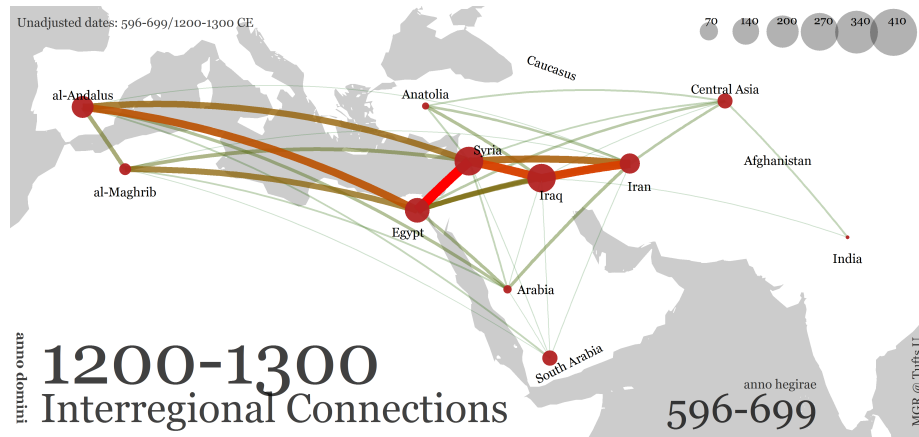 Unadjusted dates: 596-699/1200-1300 CE
70 140 200 270 340 410
Caucasus
al-Andalus
Anatolia
Central Asia
Syria
Afghanistan
al-Maghrib
Iraq
Iran
Egypt
India
Arabia
South Arabia
anno domini
1200-1300
Interregional Connections
anno hegirae
596-699
MGR @ Tufts U